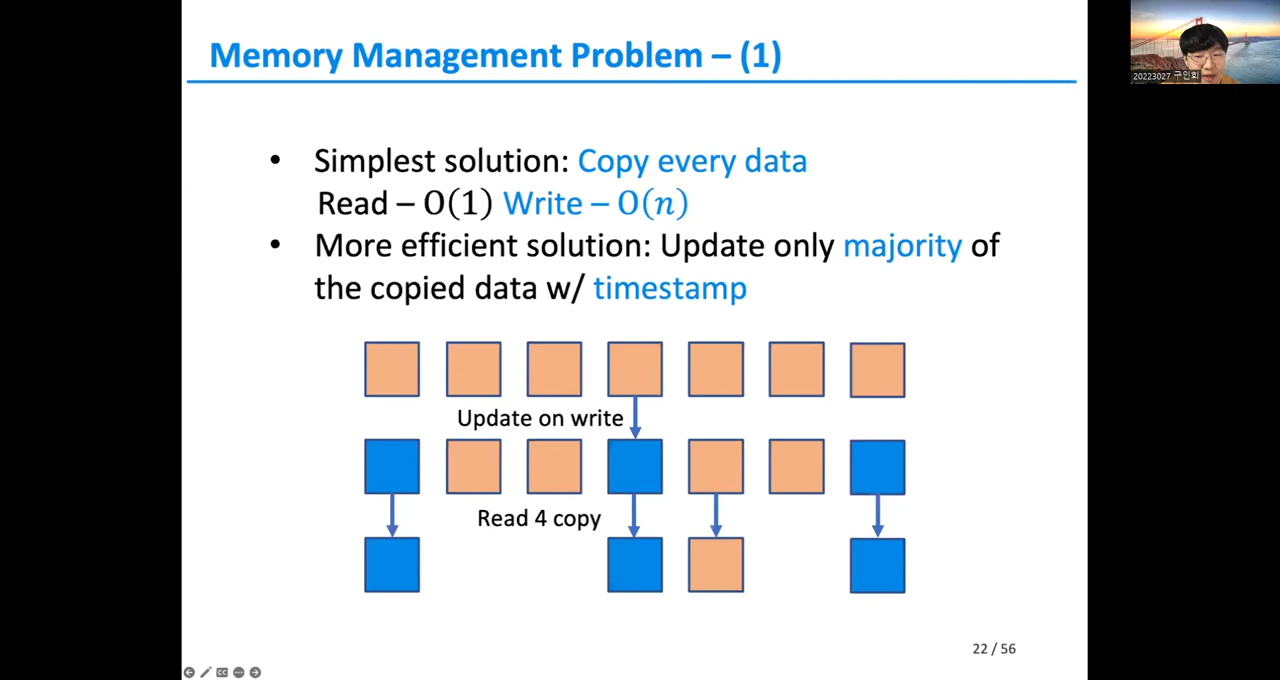 Memory Management Problem – (1)
20223027 구인회
• Simplest solution: Copy every data
Read – O(1) Write – O(n)
• More efficient solution: Update only majority of
the copied data w/ timestamp
Update on write
Read 4 copy
22 / 56